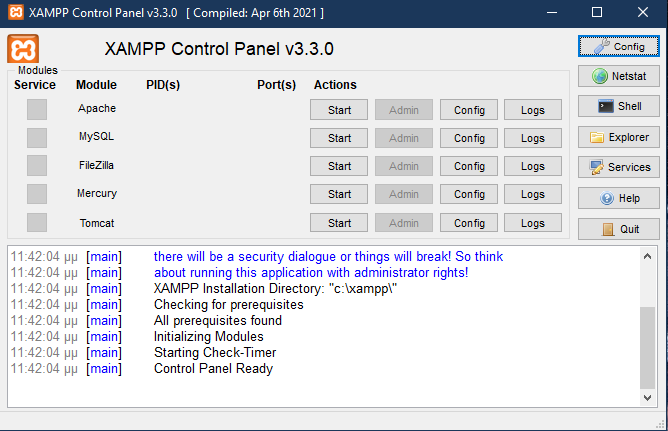 XAMPP Control Panel v3.3.0 [ Compiled: Apr 6th 2021 ]
XAMPP Control Panel v3.3.0
Config
Modules
Service Module PID(s) Port(s) Actions
Netstat
Apache Start Admin Config Logs
Shell
MySQL Start Admin Config Logs
Explorer
FileZilla Start Admin Config Logs
Services
Mercury Start Admin Config Logs
Help
Tomcat Start Admin Config Logs
Quit
11:42:04 μμ [main] there will be a security dialogue or things will break! So think
11:42:04 μμ [main] about running this application with administrator rights!
11:42:04 μμ [main] XAMPP Installation Directory: "c:\xampp\"
11:42:04 μμ [main] Checking for prerequisites
11:42:04 μμ [main] All prerequisites found
11:42:04 μμ [main] Initializing Modules
11:42:04 μμ [main] Starting Check-Timer
11:42:04 μμ [main] Control Panel Ready